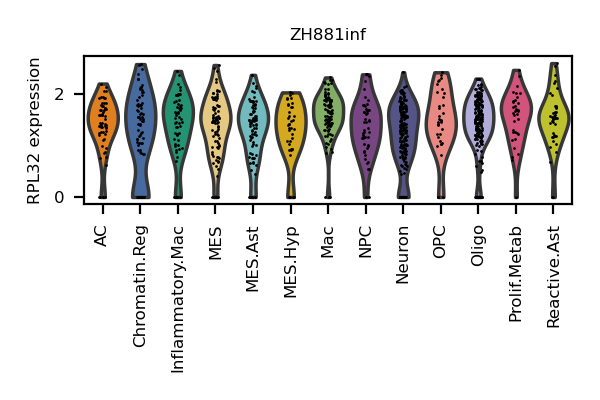 ZH881inf
RPL32 expression
2
0
AC
Chromatin.Reg
Inflammatory.Mac
MES
MES.Ast
MES.Hyp
Mac
NPC
Neuron
OPC
Oligo
Prolif.Metab
Reactive.Ast